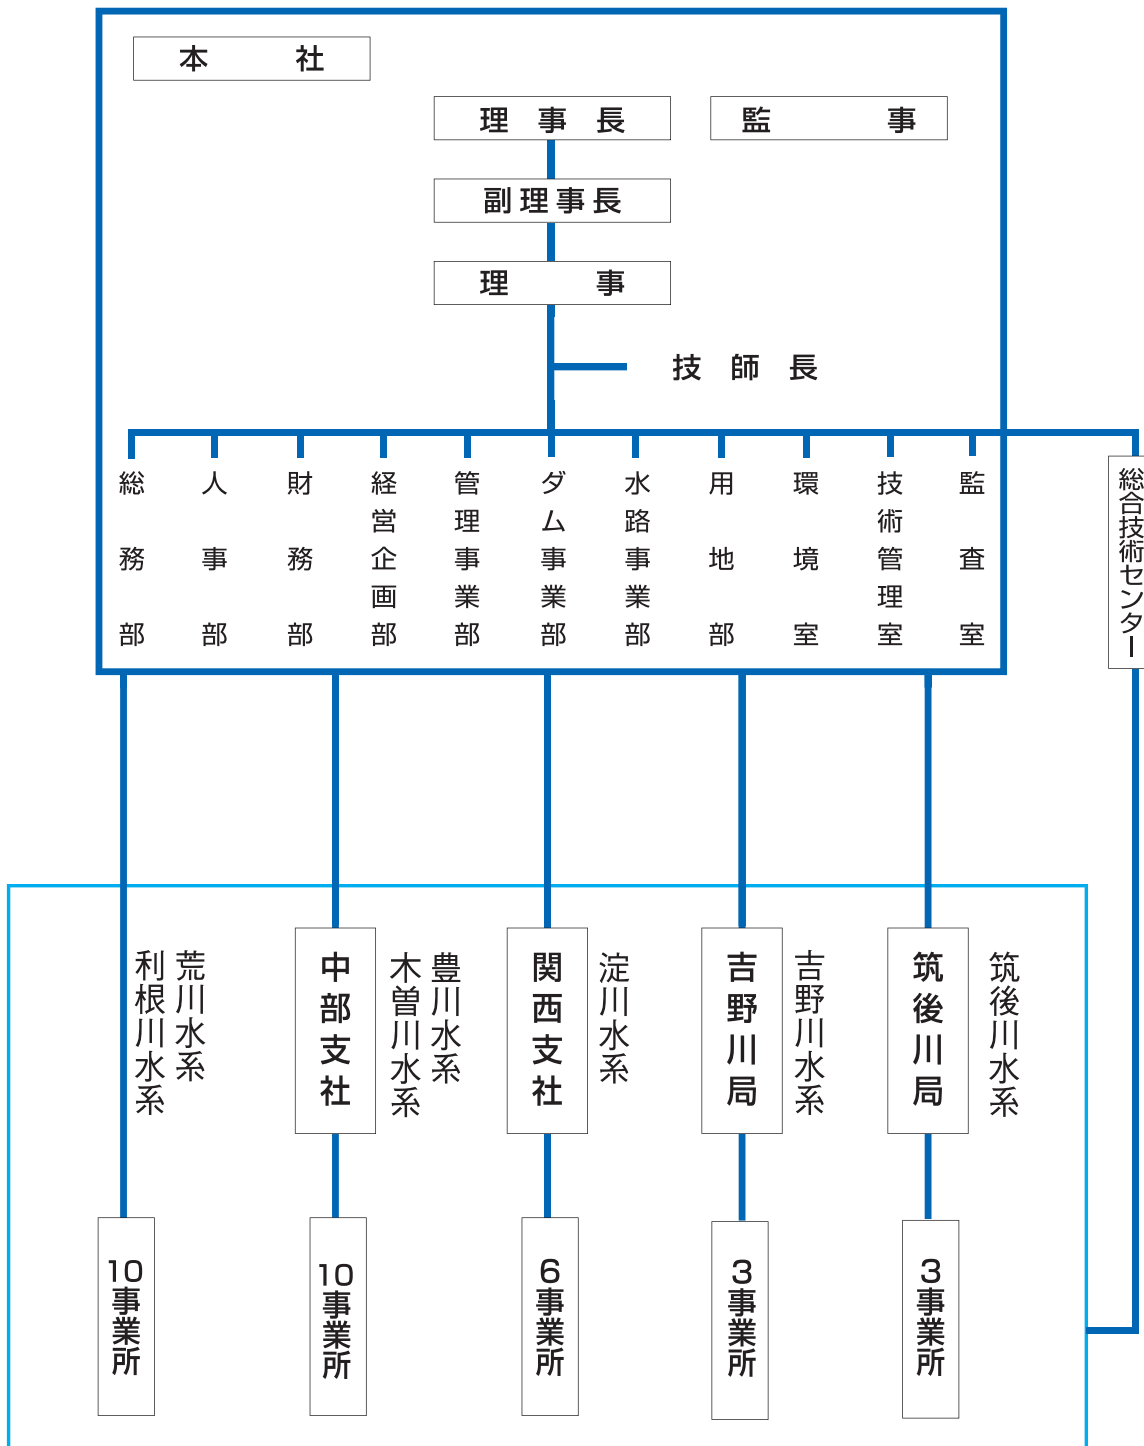 本社
理事長
監事
副理事長
理事
技師長
総務部
人事部
財務部
経営企画部
管理事業部
ダム事業部
水路事業部
用地部
環境室
技術管理室
監査室
総合技術センター
荒川水系
利根川水系
中部支社
豊川水系
木曽川水系
関西支社
淀川水系
吉野川局
吉野川水系
筑後川局
筑後川水系
10事業所
10事業所
6事業所
3事業所
3事業所